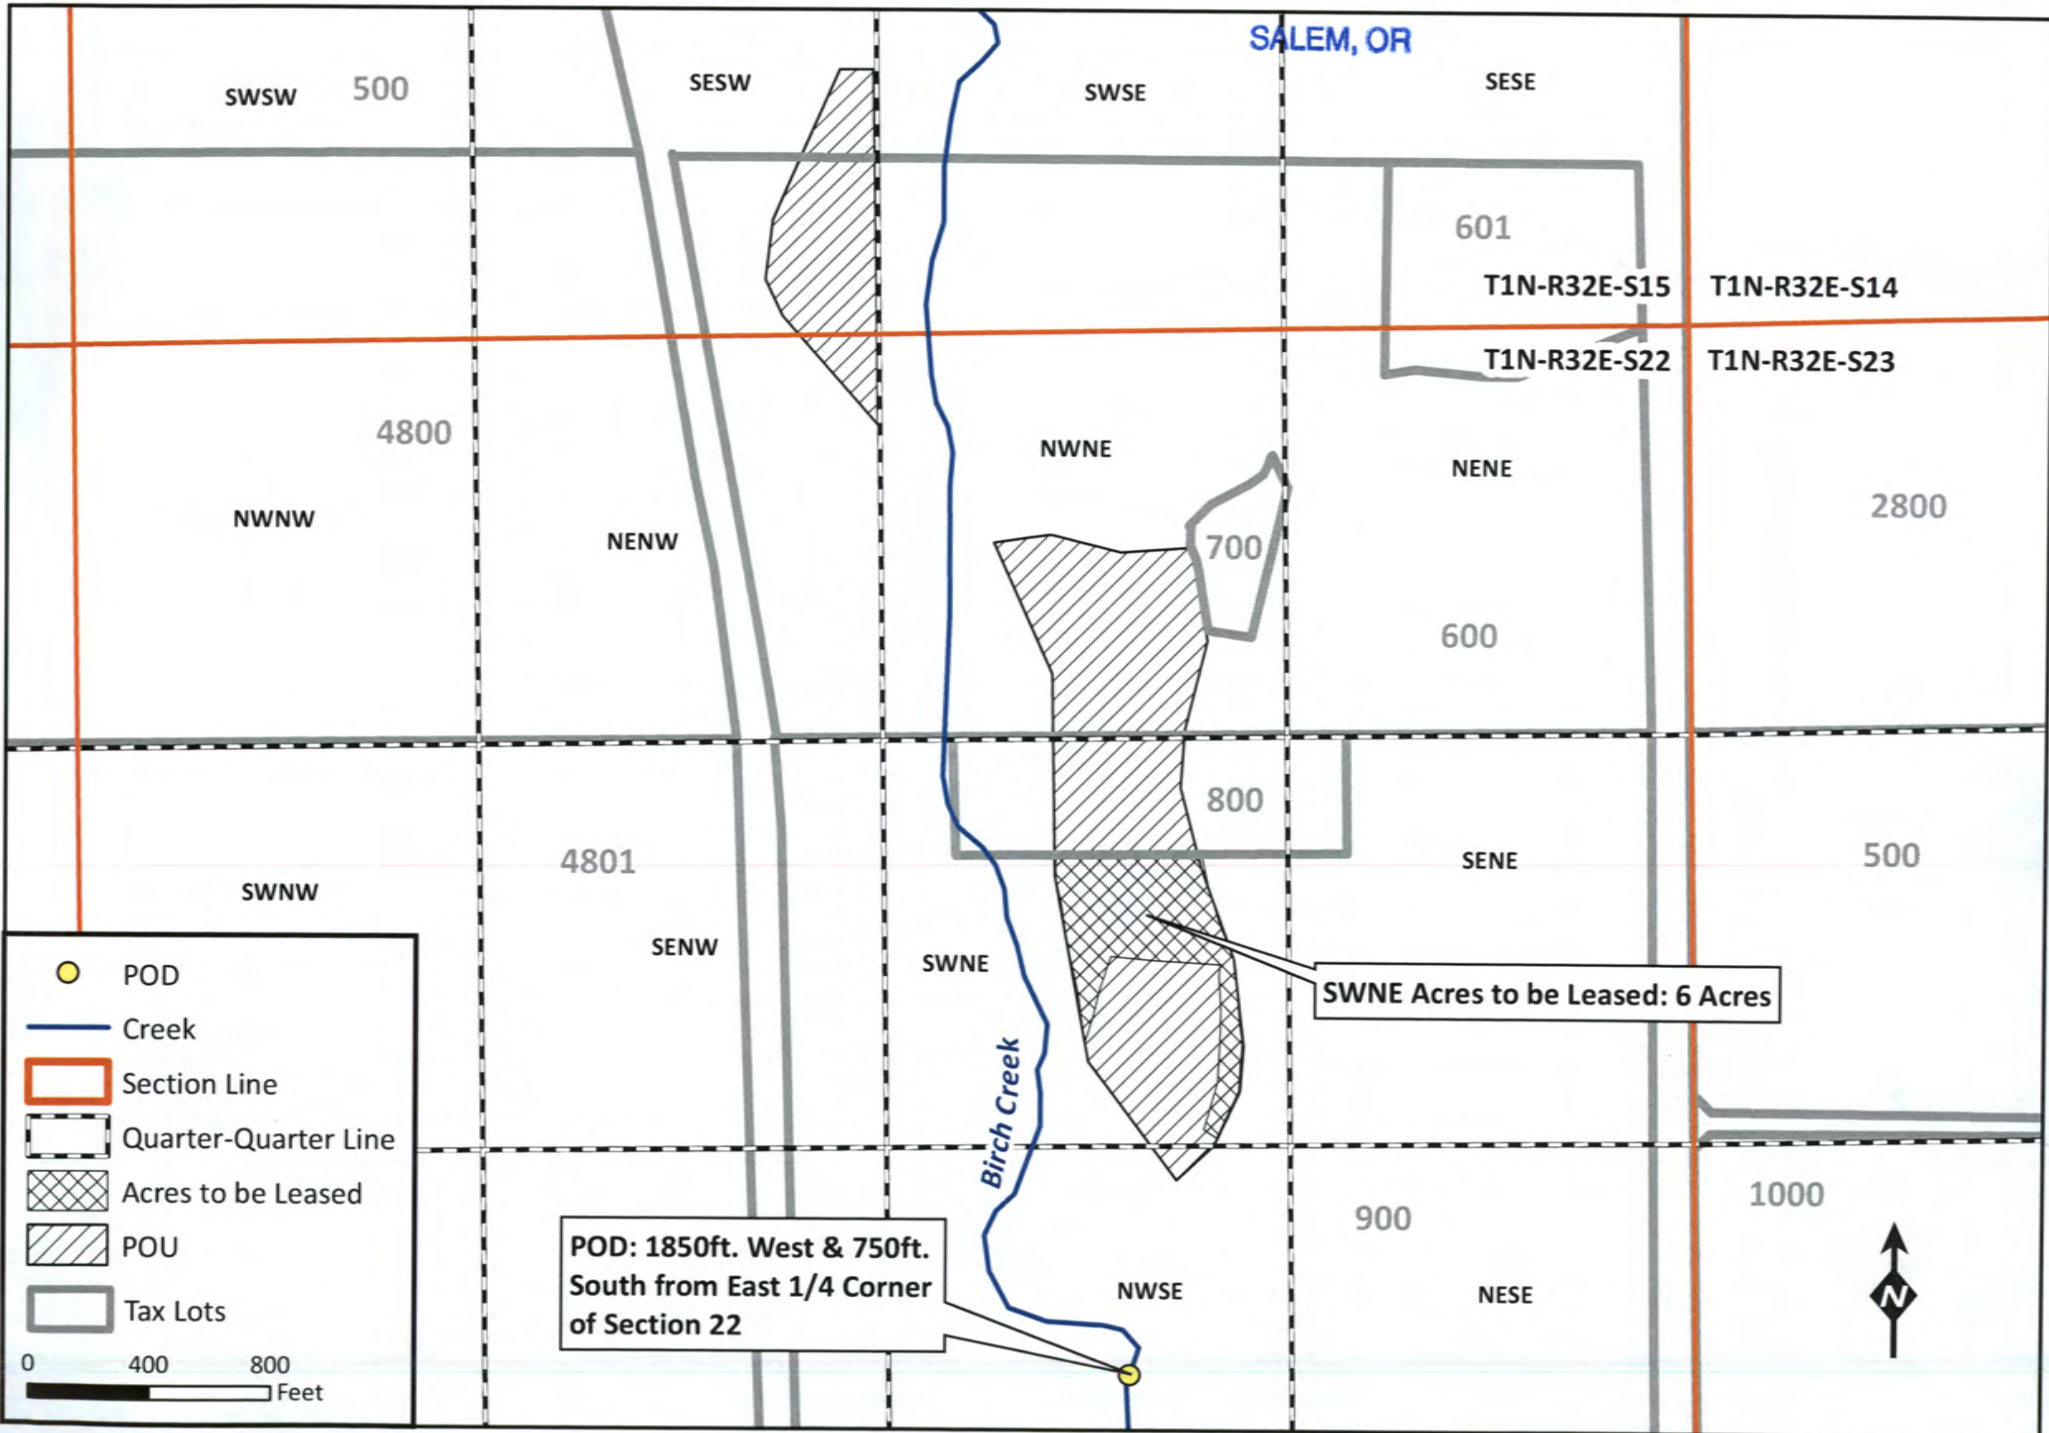 SALEM, OR
SWSW
500
SESW
SWSE
SESE
601
T1N-R32E-S15
T1N-R32E-S14
T1N-R32E-S22
T1N-R32E-S23
4800
NWNE
NENE
NWNW
NENW
2800
700
600
800
4801
SENE
500
SWNW
SENW
SWNE
SWNE Acres to be Leased: 6 Acres
Birch Creek
900
1000
POD: 1850ft. West & 750ft.
South from East 1/4 Corner
of Section 22
NWSE
NESE
N
POD
Creek
Section Line
Quarter-Quarter Line
Acres to be Leased
POU
Tax Lots
0 400 800
Feet